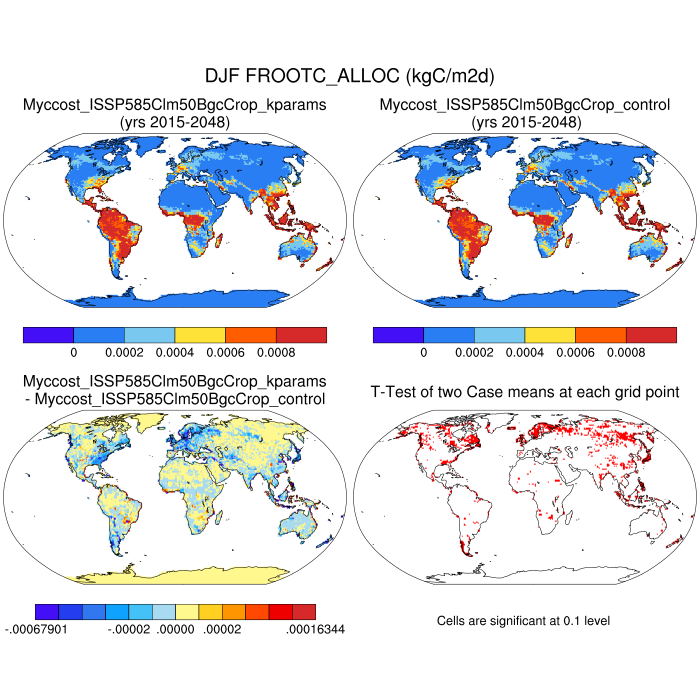 DJF FROOTC_ALLOC (kgC/m2d)
Myccost_ISSP585Clm50BgcCrop_kparams
(yrs 2015-2048)
Myccost_ISSP585Clm50BgcCrop_control
(yrs 2015-2048)
0 0.0002 0.0004 0.0006 0.0008
0 0.0002 0.0004 0.0006 0.0008
Myccost_ISSP585Clm50BgcCrop_kparams
- Myccost_ISSP585Clm50BgcCrop_control
T-Test of two Case means at each grid point
-.00067901 -.00002 .00000 .00002 .00016344
Cells are significant at 0.1 level